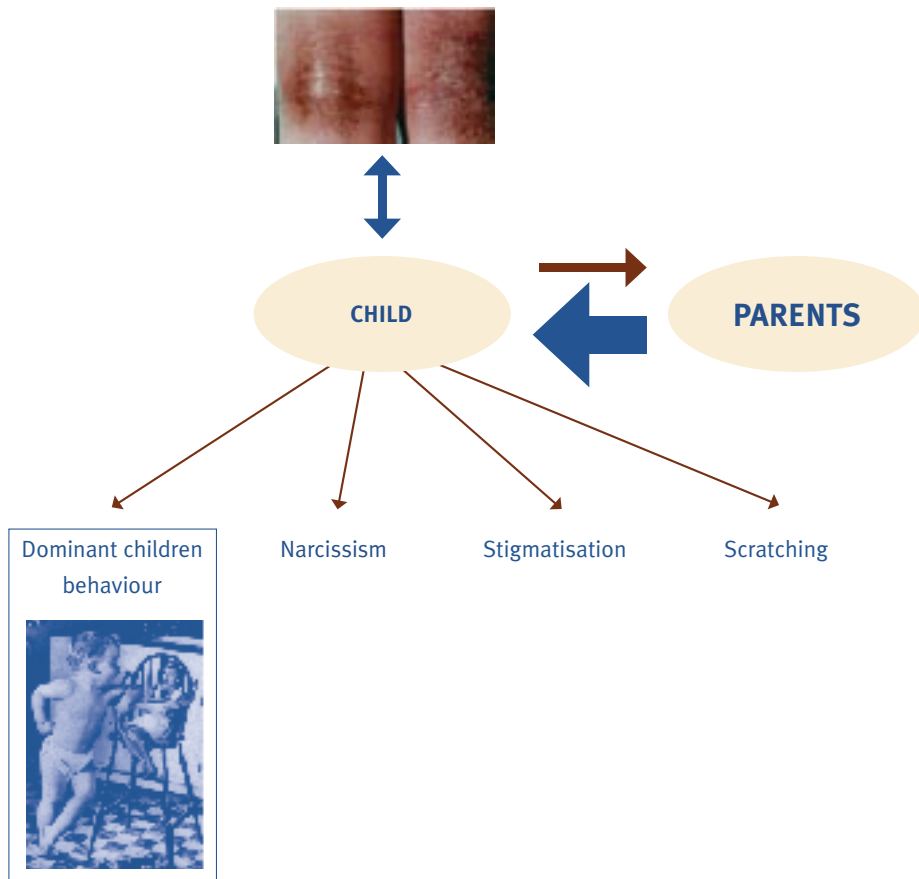 CHILD
PARENTS
Dominant children
behaviour
Narcissism
Stigmatisation
Scratching